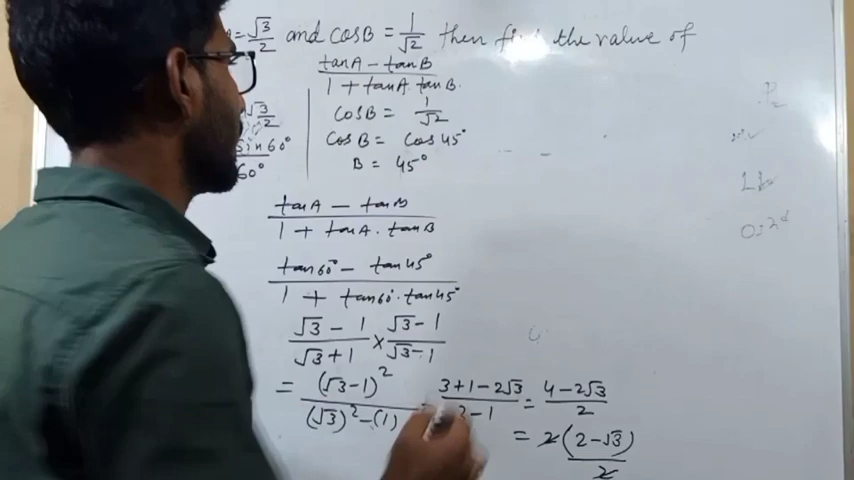 = √3/2 and cosB = 1/√2 then find the value of
tanA - tanB / 1 + tanA tanB.
cosB = 1/√2
cosB = cos45°
B = 45°
√3/2
sin60°
60°
tanA - tanB / 1 + tanA . tanB
tan60° - tan45° / 1 + tan60° . tan45°
√3 - 1 / √3 + 1 × √3 - 1 / √3 - 1
= (√3 - 1)² / (√3)² - (1) 3 + 1 - 2√3 / - 1 = 4 - 2√3 / 2
= 2(2 - √3) / 2